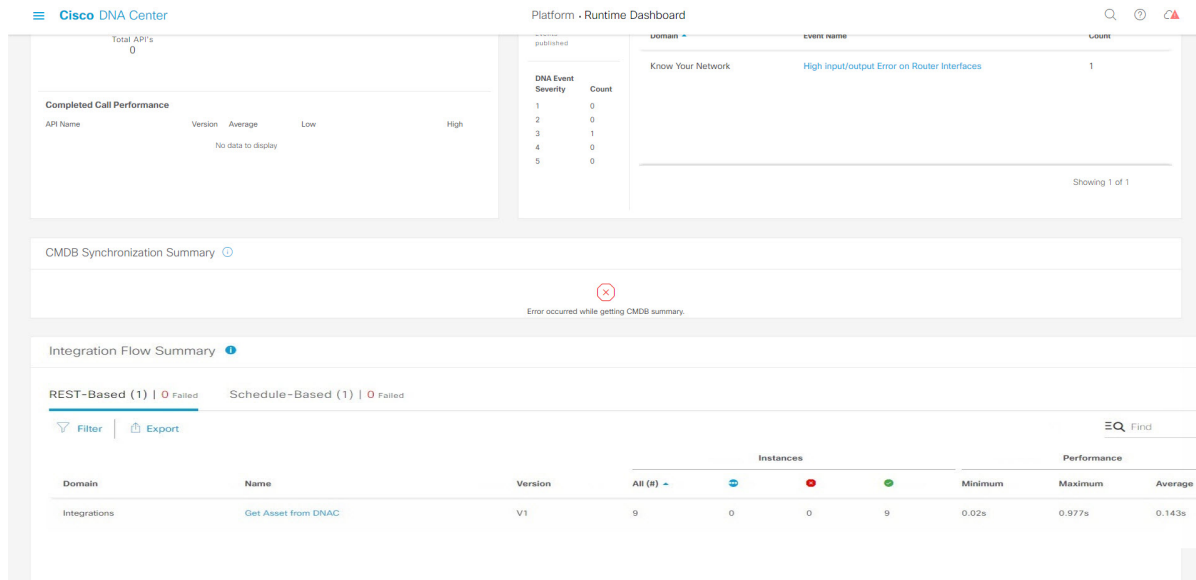 Cisco DNA Center
Platform • Runtime Dashboard
Total API's
0
Completed Call Performance
API Name Version Average Low High
No data to display
published
DNA Event
Severity Count
1 0
2 0
3 1
4 0
5 0
Domain Event Name Count
Know Your Network High input/output Error on Router Interfaces 1
Showing 1 of 1
CMDB Synchronization Summary
Error occurred while getting CMDB summary.
Integration Flow Summary
REST-Based (1) | 0 Failed Schedule-Based (1) | 0 Failed
Filter Export Find
Instances Performance
Domain Name Version All (#) Minimum Maximum Average
Integrations Get Asset from DNAC V1 9 0 0 9 0.02s 0.977s 0.143s